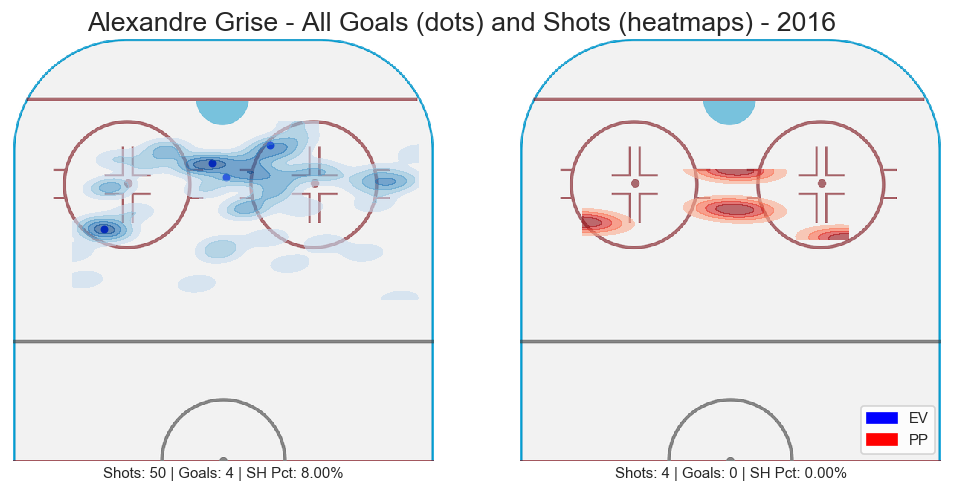 Alexandre Grise - All Goals (dots) and Shots (heatmaps) - 2016
EV
PP
Shots: 50 | Goals: 4 | SH Pct: 8.00%
Shots: 4 | Goals: 0 | SH Pct: 0.00%